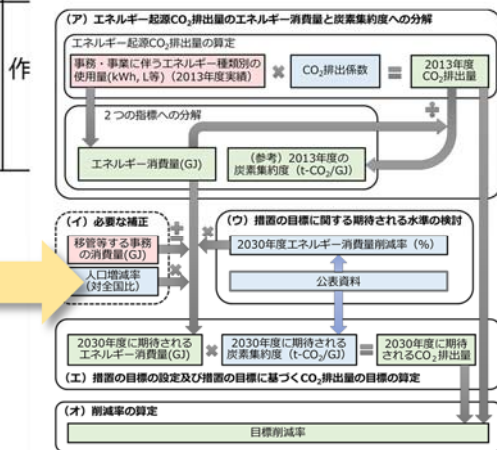 作
（ア）エネルギー起源CO₂排出量のエネルギー消費量と炭素集約度への分解
エネルギー起源CO₂排出量の算定
事務・事業に伴うエネルギー種類別の
使用量(kWh, L等)（2013年度実績）
×
CO₂排出係数
＝
2013年度
CO₂排出量
２つの指標への分解
÷
エネルギー消費量(GJ)
（参考）2013年度の
炭素集約度（t-CO₂/GJ）
（イ）必要な補正
移管等する事務
の消費量(GJ)
±
人口増減率
（対全国比）
×
（ウ）措置の目標に関する期待される水準の検討
×
2030年度エネルギー消費量削減率（%）
公表資料
2030年度に期待される
エネルギー消費量(GJ)
×
2030年度に期待される
炭素集約度（t-CO₂/GJ）
＝
2030年度に期待
されるCO₂排出量
（エ）措置の目標の設定及び措置の目標に基づくCO₂排出量の目標の算定
（オ）削減率の算定
目標削減率